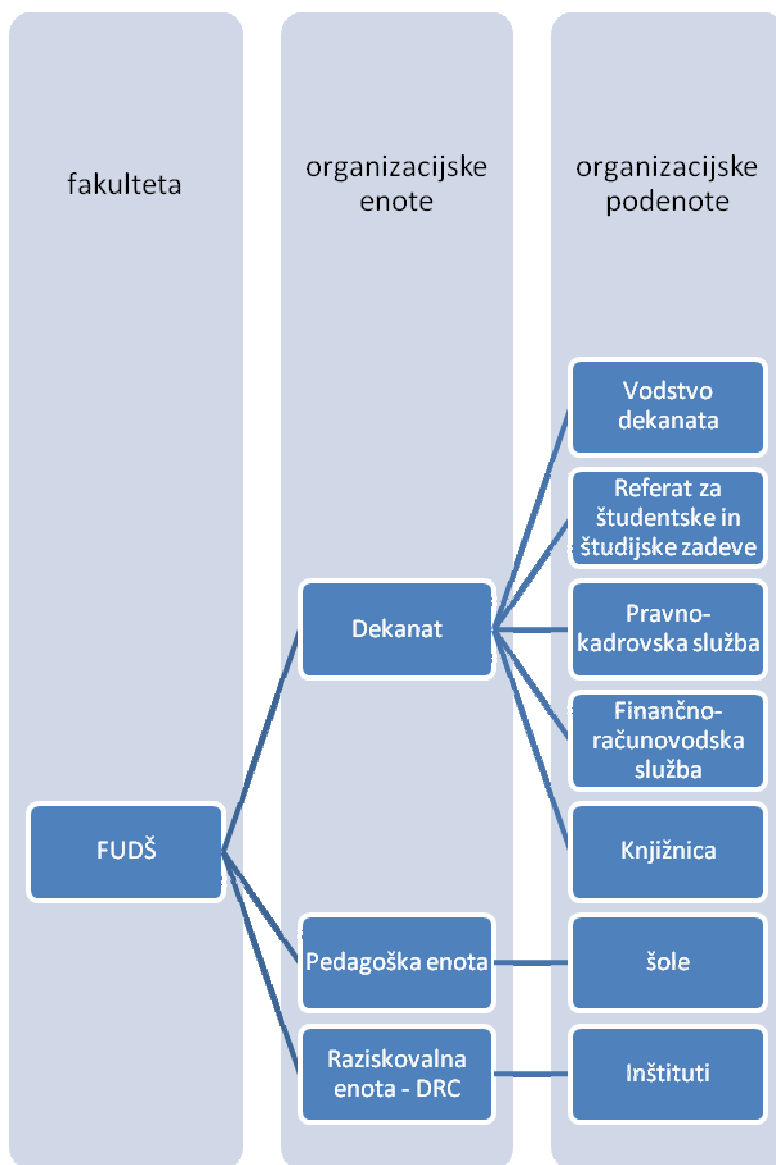 fakulteta
organizacijske
enote
organizacijske
podenote
Vodstvo
dekanata
Referat za
študentske in
študijske zadeve
Dekanat
Pravno-
kadrovska služba
Finančno-
računovodska
služba
FUDŠ
Knjižnica
Pedagoška enota
šole
Raziskovalna
enota - DRC
Inštituti